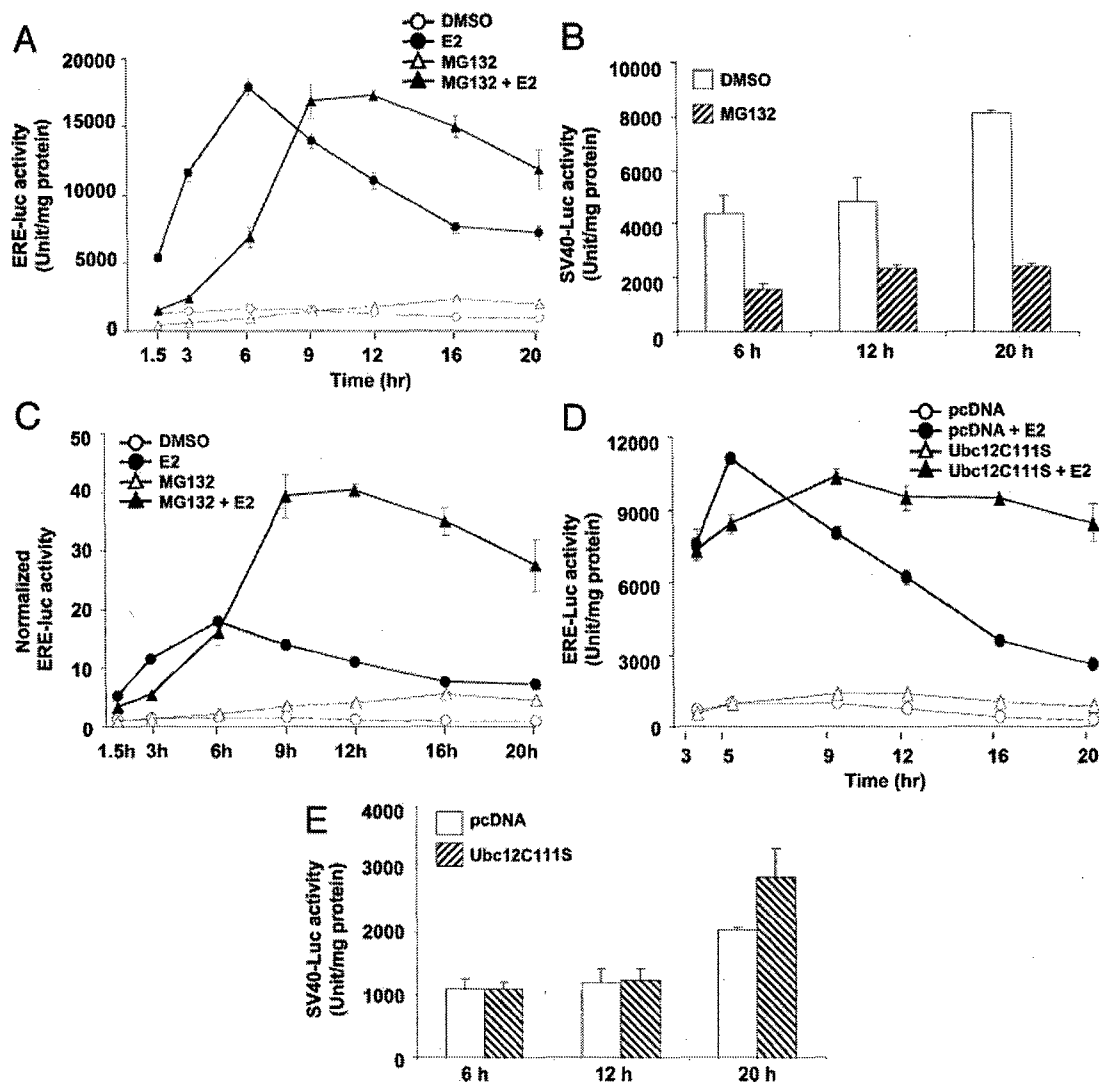 A
DMSO
E2
MG132
MG132 + E2
ERE-luc activity
(Unit/mg protein)
20000
15000
10000
5000
0
1.5
3
6
9
12
16
20
Time (hr)
B
DMSO
MG132
SV40-Luc activity
(Unit/mg protein)
10000
8000
6000
4000
2000
0
6 h
12 h
20 h
C
DMSO
E2
MG132
MG132 + E2
Normalized
ERE-luc activity
50
40
30
20
10
0
1.5h
3h
6h
9h
12h
16h
20h
D
pcDNA
pcDNA + E2
Ubc12C111S
Ubc12C111S + E2
ERE-Luc activity
(Unit/mg protein)
12000
9000
6000
3000
0
3
5
9
12
16
20
Time (hr)
E
pcDNA
Ubc12C111S
SV40-Luc activity
(Unit/mg protein)
4000
3000
2000
1000
0
6 h
12 h
20 h